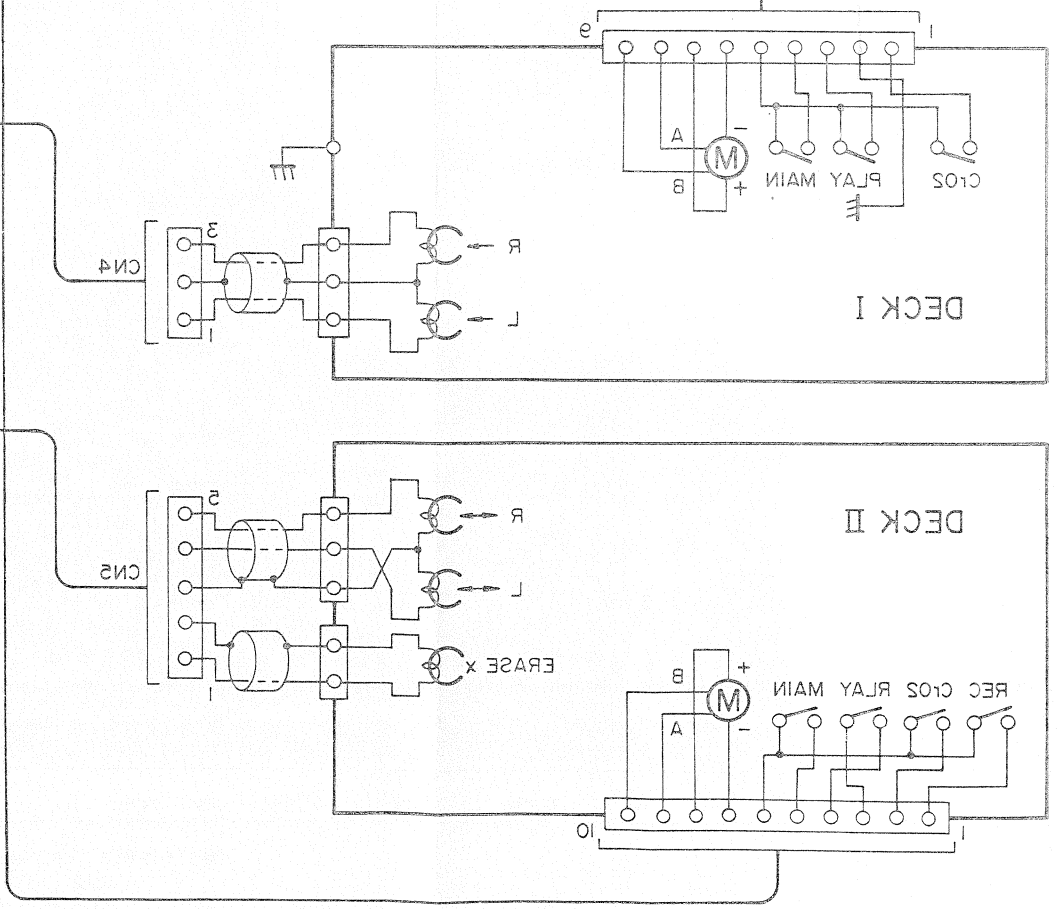 1 9
A
−
M
B
+
CrO2 PLAY MAIN
R
3
CN4
L
1
DECK I
DECK II
R
5
CN5
L
ERASE x
1
REC CrO2 PLAY MAIN
+
B
M
−
A
1 10